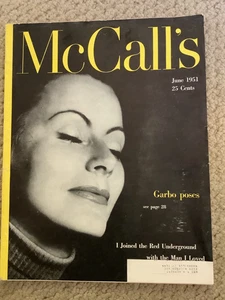 McCall's
June 1951
25 Cents
Garbo poses
see page 28
I Joined the Red Underground
with the Man I Loved